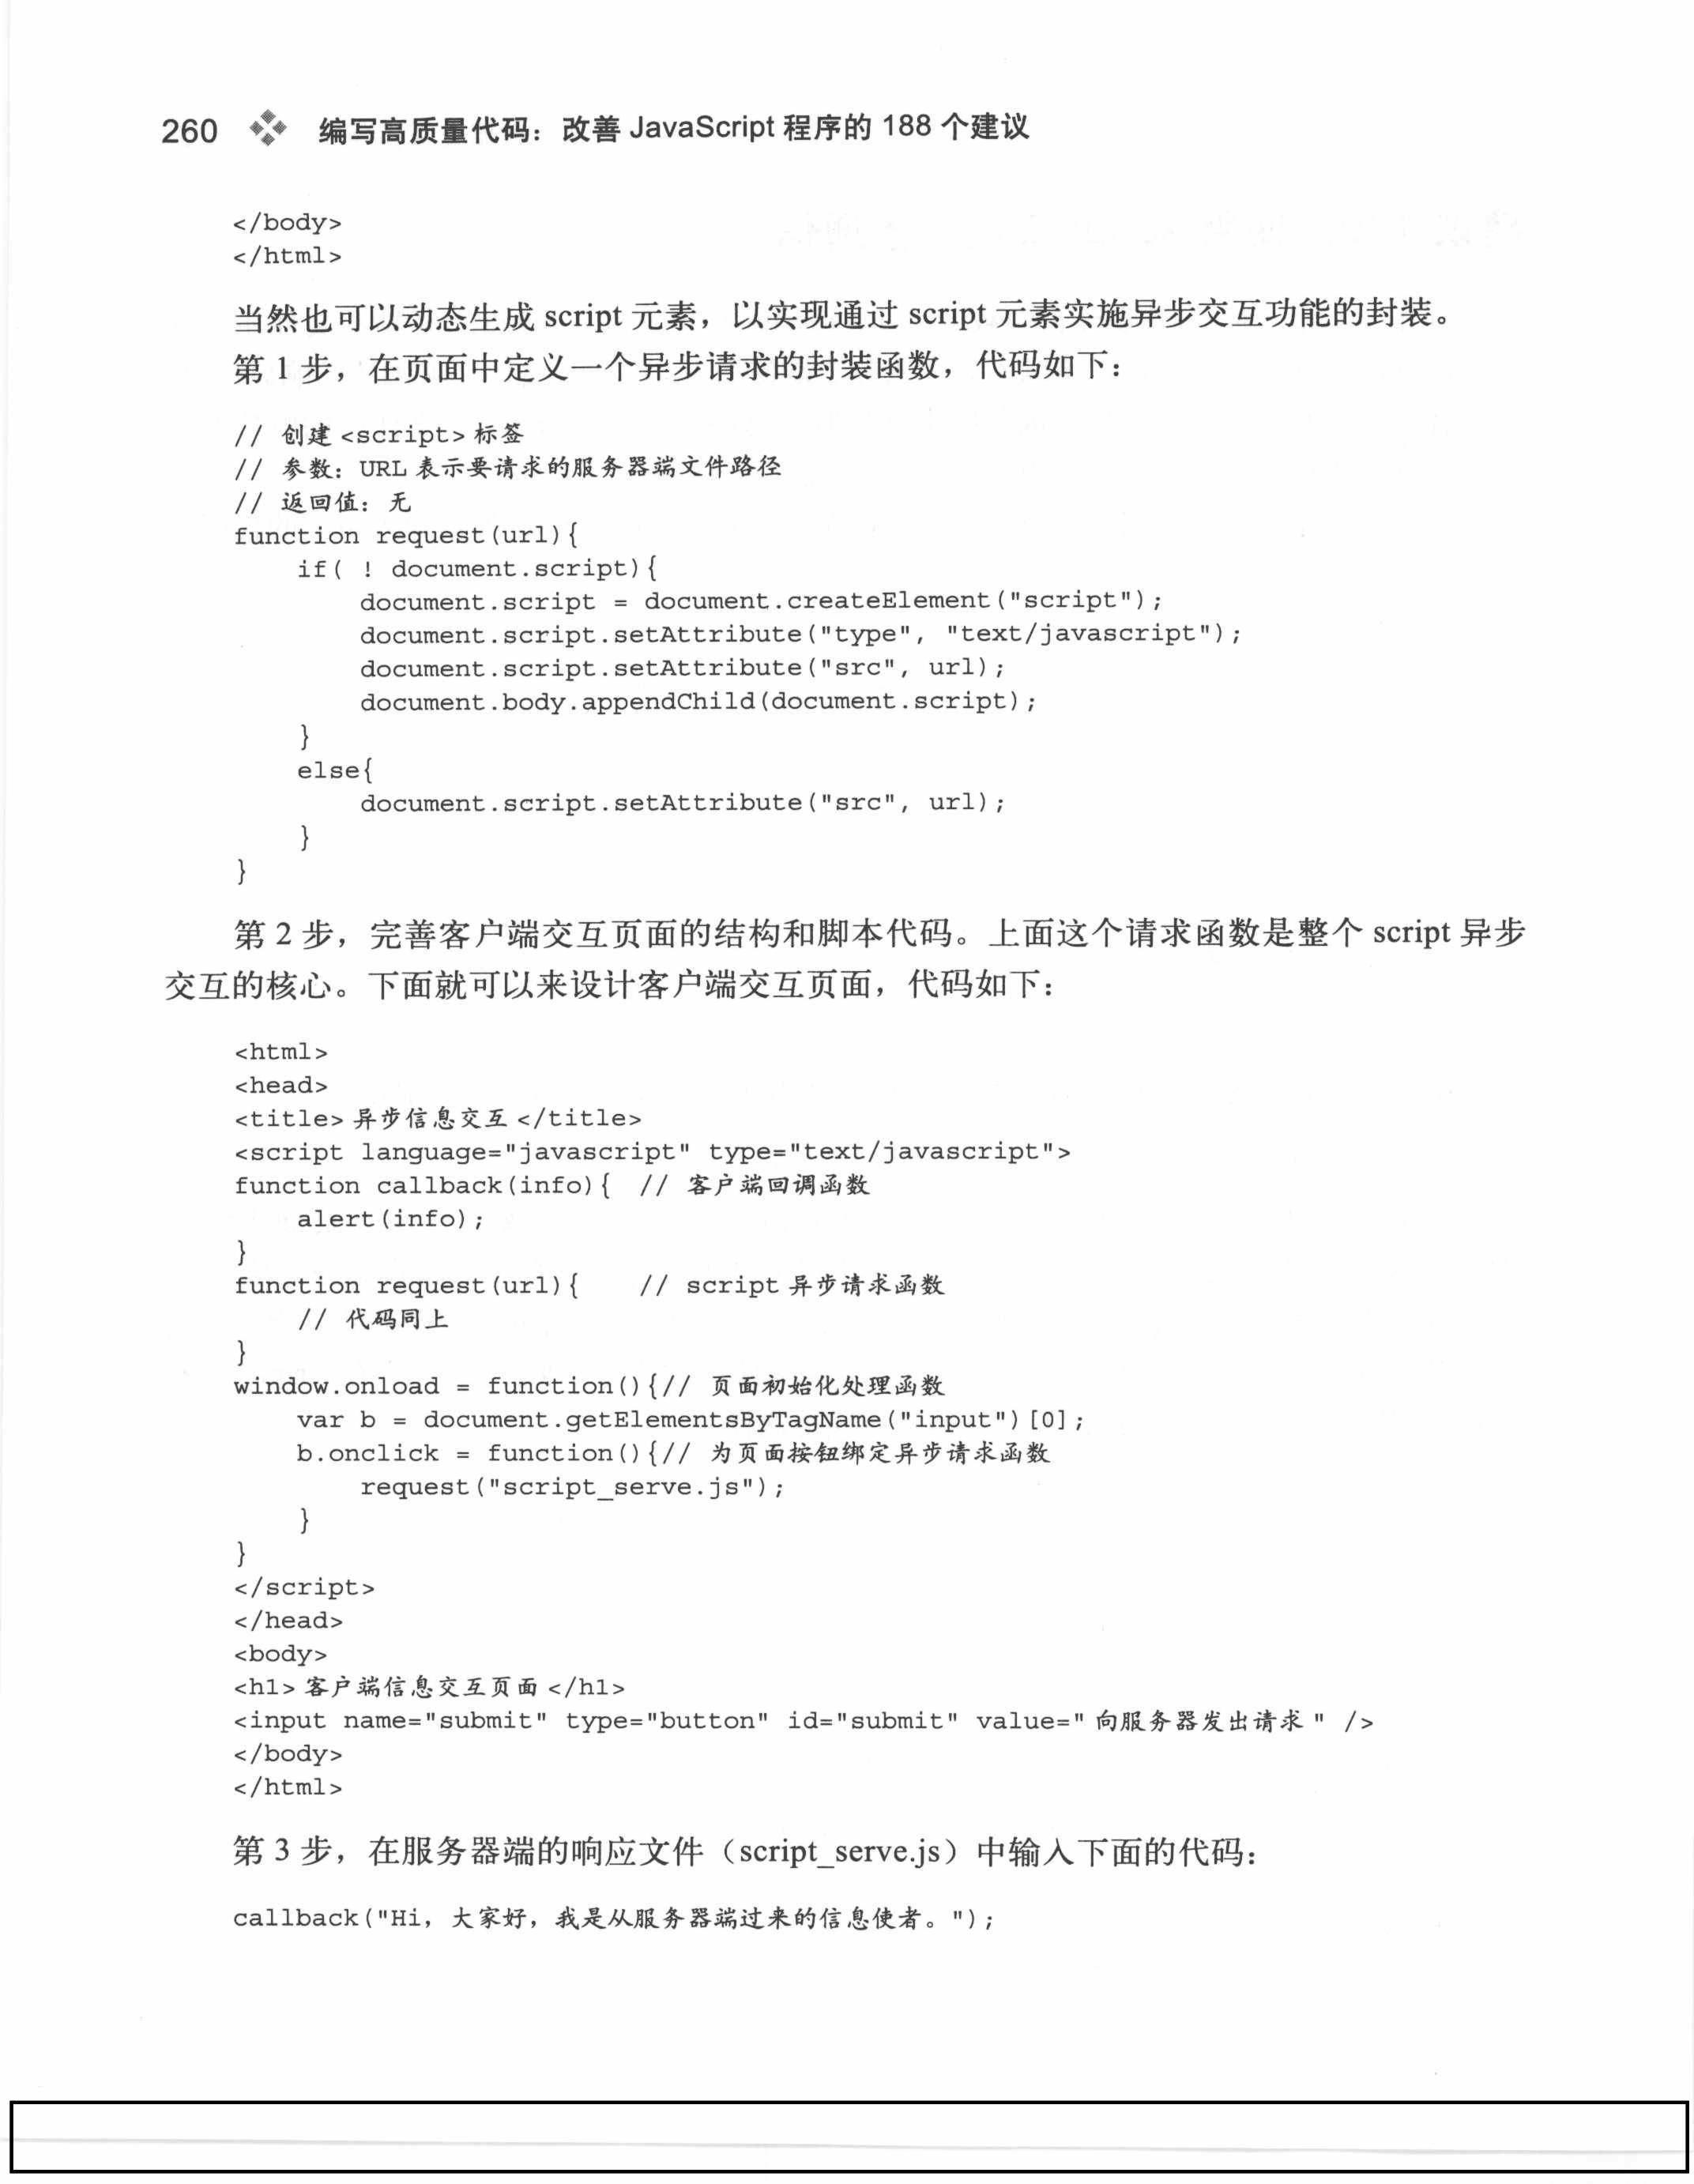 260 编写高质量代码：改善 JavaScript 程序的 188 个建议
</body>
</html>
当然也可以动态生成 script 元素，以实现通过 script 元素实施异步交互功能的封装。
第 1 步，在页面中定义一个异步请求的封装函数，代码如下：
// 创建 <script> 标签
// 参数：URL 表示要请求的服务器端文件路径
// 返回值：无
function request(url){
    if( ! document.script){
        document.script = document.createElement("script");
        document.script.setAttribute("type", "text/javascript");
        document.script.setAttribute("src", url);
        document.body.appendChild(document.script);
    }
    else{
        document.script.setAttribute("src", url);
    }
}
第 2 步，完善客户端交互页面的结构和脚本代码。上面这个请求函数是整个 script 异步
交互的核心。下面就可以来设计客户端交互页面，代码如下：
<html>
<head>
<title> 异步信息交互 </title>
<script language="javascript" type="text/javascript">
function callback(info){  // 客户端回调函数
    alert(info);
}
function request(url){    // script 异步请求函数
    // 代码同上
}
window.onload = function(){// 页面初始化处理函数
    var b = document.getElementsByTagName("input")[0];
    b.onclick = function(){// 为页面按钮绑定异步请求函数
        request("script_serve.js");
    }
}
</script>
</head>
<body>
<h1> 客户端信息交互页面 </h1>
<input name="submit" type="button" id="submit" value=" 向服务器发出请求 " />
</body>
</html>
第 3 步，在服务器端的响应文件（script_serve.js）中输入下面的代码：
callback("Hi，大家好，我是从服务器端过来的信息使者。");